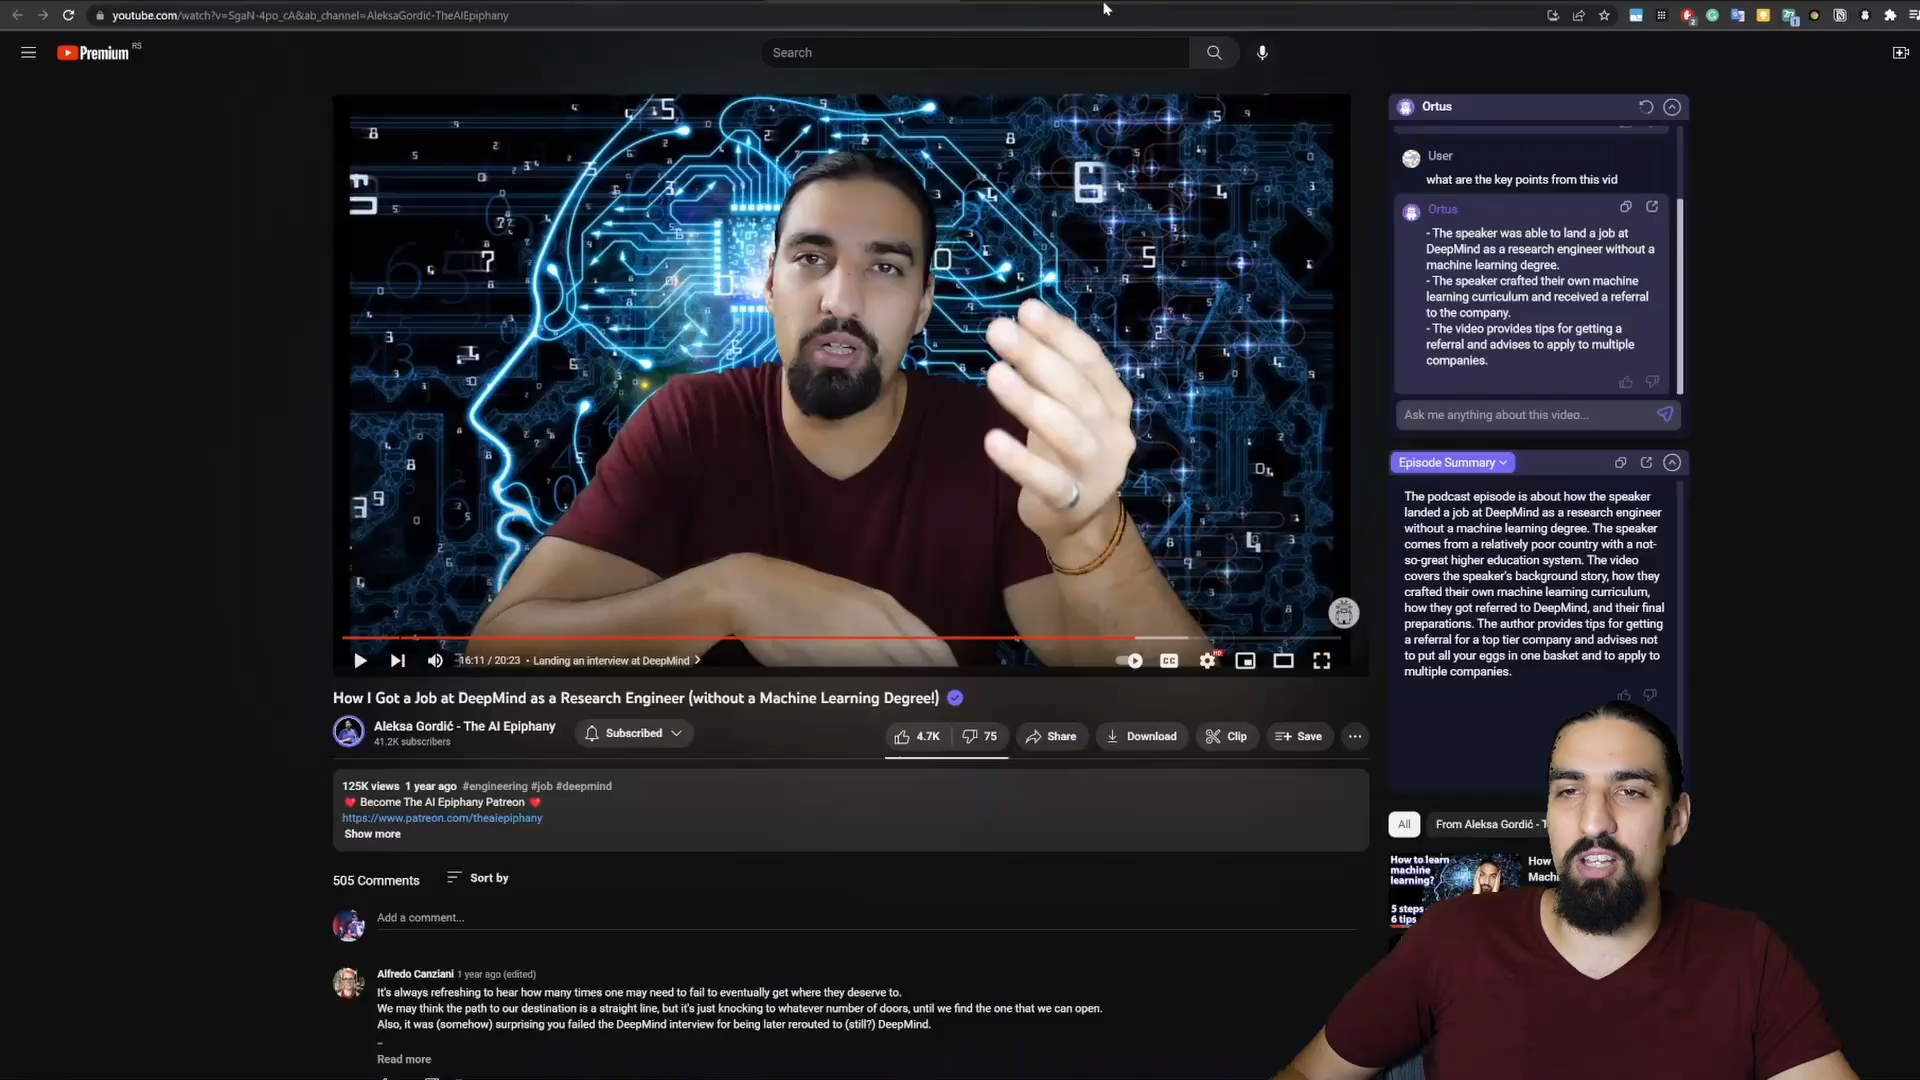 youtube.com/watch?v=SgaN-4po_cA&ab_channel=AleksaGordić-TheAIEpiphany
Premium RS
Search
Ortus
User
what are the key points from this vid
Ortus
- The speaker was able to land a job at
DeepMind as a research engineer without a
machine learning degree.
- The speaker crafted their own machine
learning curriculum and received a referral
to the company.
- The video provides tips for getting a
referral and advises to apply to multiple
companies.
Ask me anything about this video...
Episode Summary
The podcast episode is about how the speaker
landed a job at DeepMind as a research engineer
without a machine learning degree. The speaker
comes from a relatively poor country with a not-
so-great higher education system. The video
covers the speaker's background story, how they
crafted their own machine learning curriculum,
how they got referred to DeepMind, and their final
preparations. The author provides tips for getting
a referral for a top tier company and advises not
to put all your eggs in one basket and to apply to
multiple companies.
16:11 / 20:23 • Landing an interview at DeepMind
CC
HD
How I Got a Job at DeepMind as a Research Engineer (without a Machine Learning Degree!)
Aleksa Gordić - The AI Epiphany
41.2K subscribers
Subscribed
4.7K
75
Share
Download
Clip
Save
125K views 1 year ago #engineering #job #deepmind
Become The AI Epiphany Patreon
https://www.patreon.com/theaiepiphany
Show more
505 Comments
Sort by
Add a comment...
Alfredo Canziani 1 year ago (edited)
It's always refreshing to hear how many times one may need to fail to eventually get where they deserve to.
We may think the path to our destination is a straight line, but it's just knocking to whatever number of doors, until we find the one that we can open.
Also, it was (somehow) surprising you failed the DeepMind interview for being later rerouted to (still?) DeepMind.
–
Read more
All
From Aleksa Gordić - T
How to learn
machine
learning?
5 steps
6 tips
How
Machi